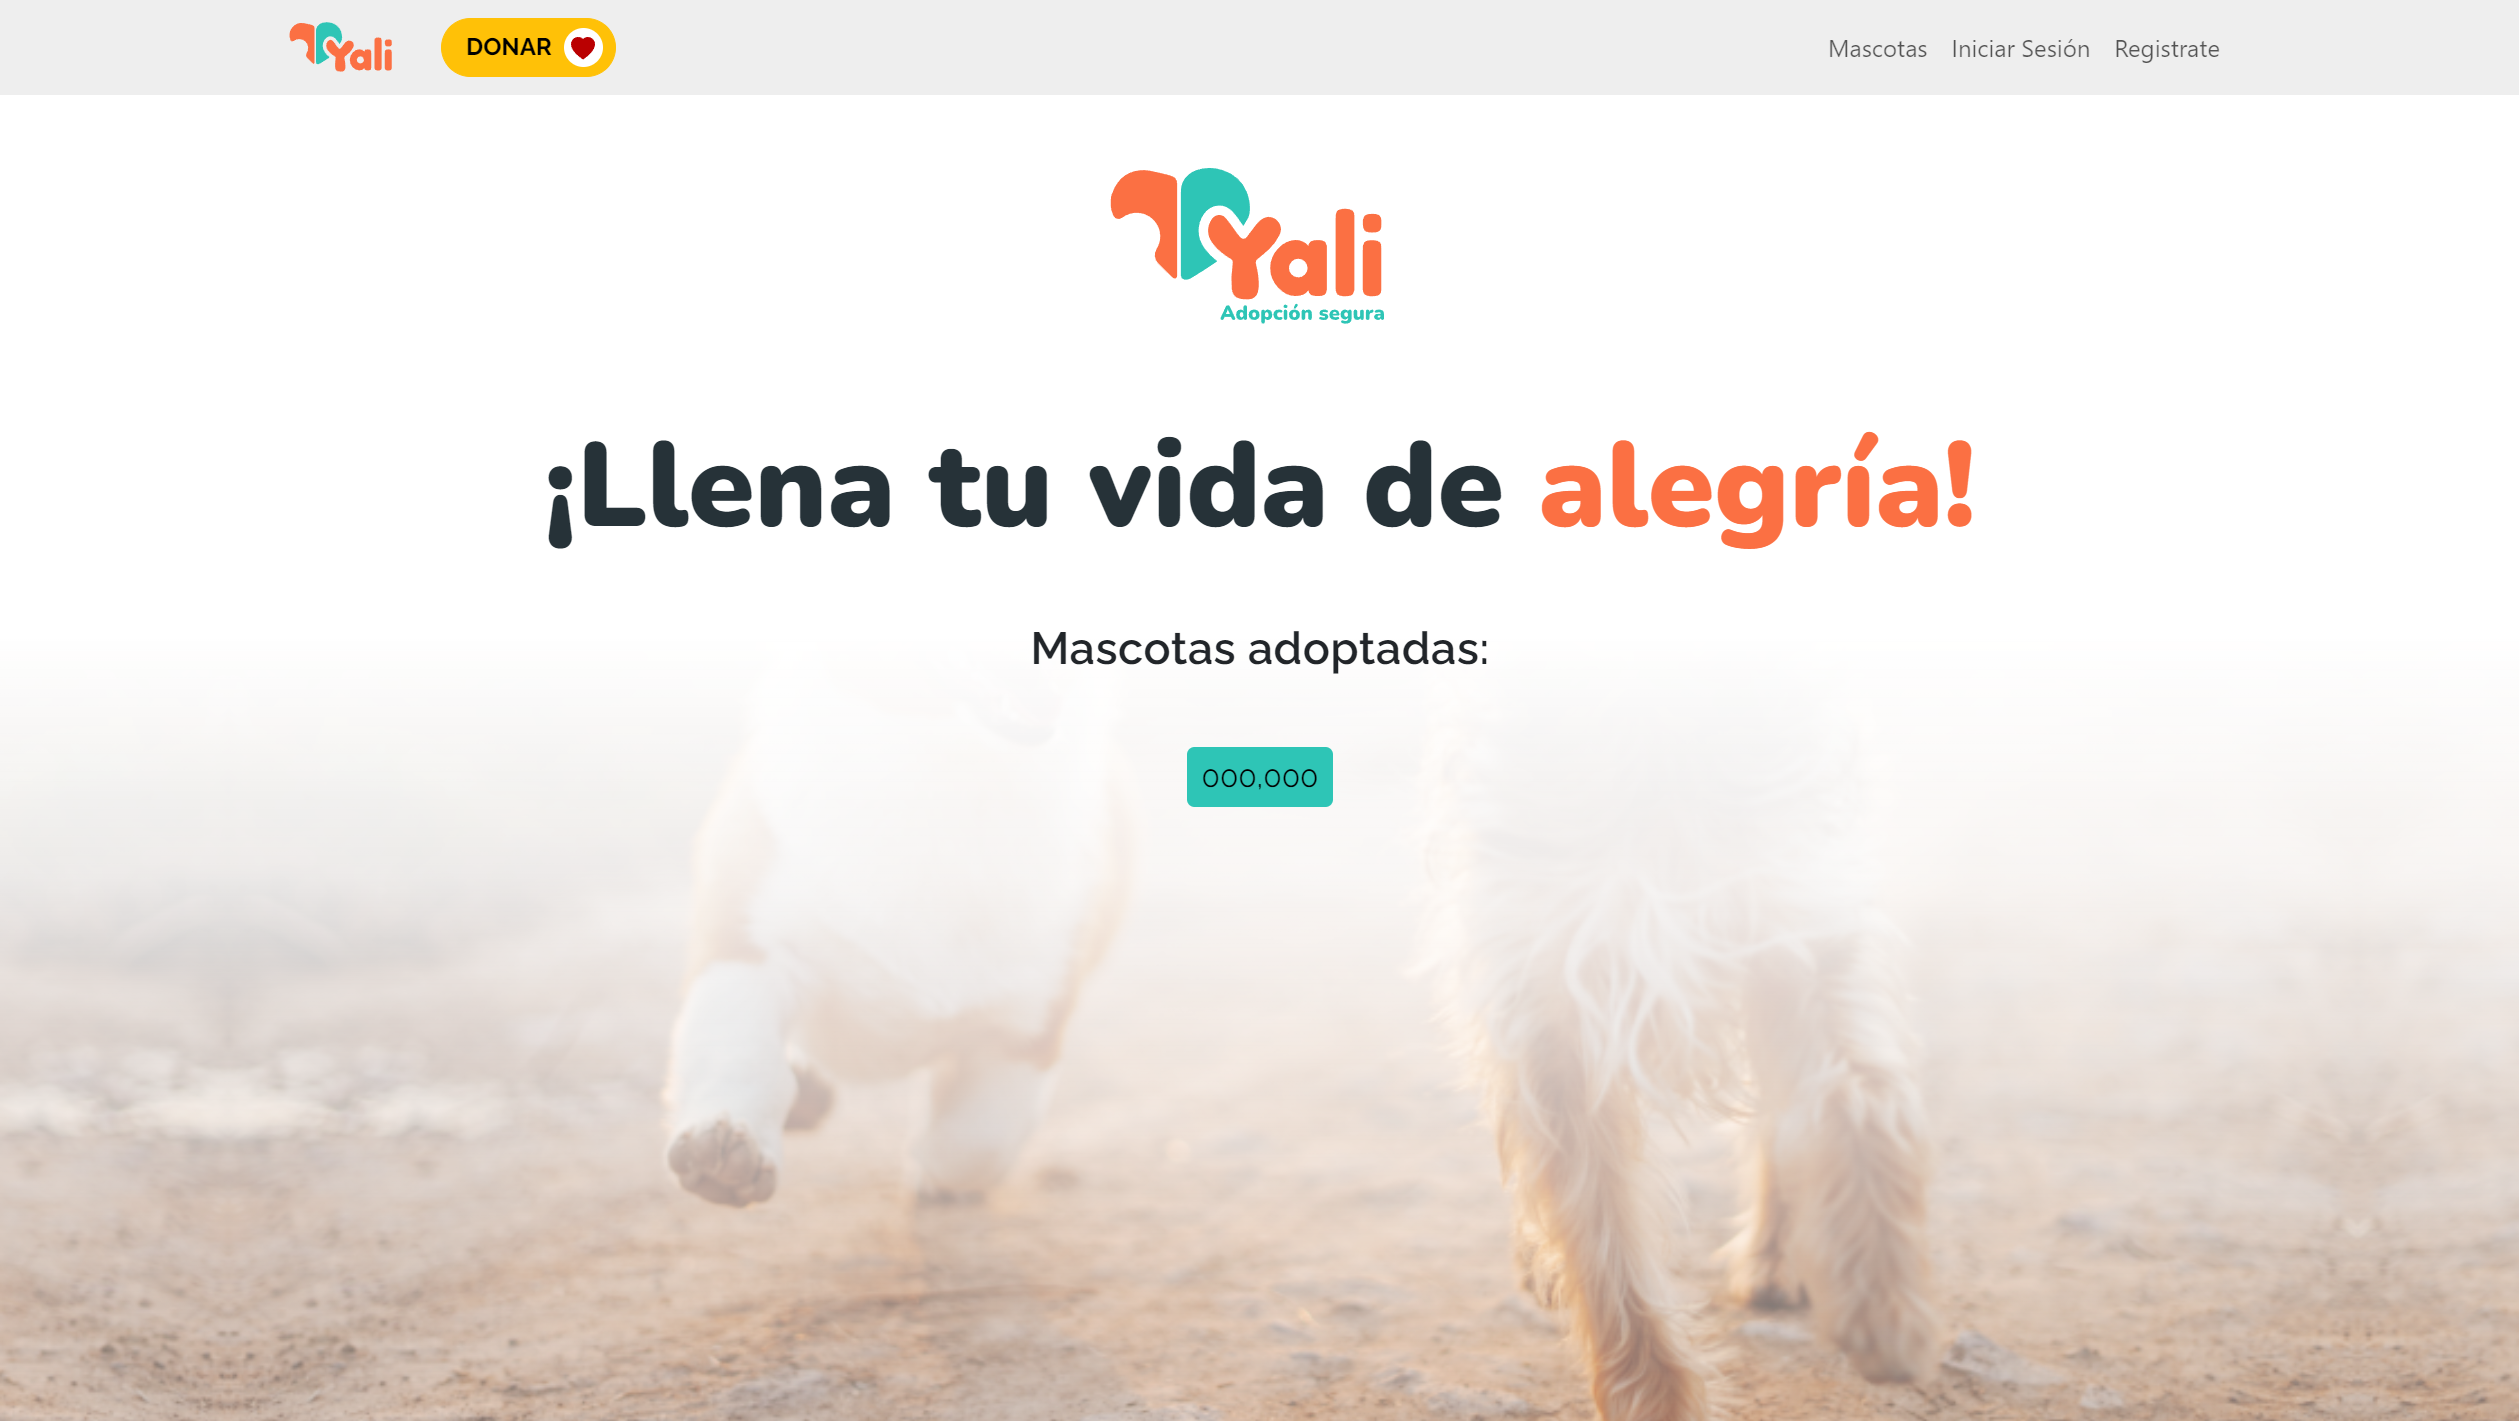 Yali
DONAR
Mascotas
Iniciar Sesión
Registrate
Yali
Adopción segura
¡Llena tu vida de alegría!
Mascotas adoptadas:
000,000